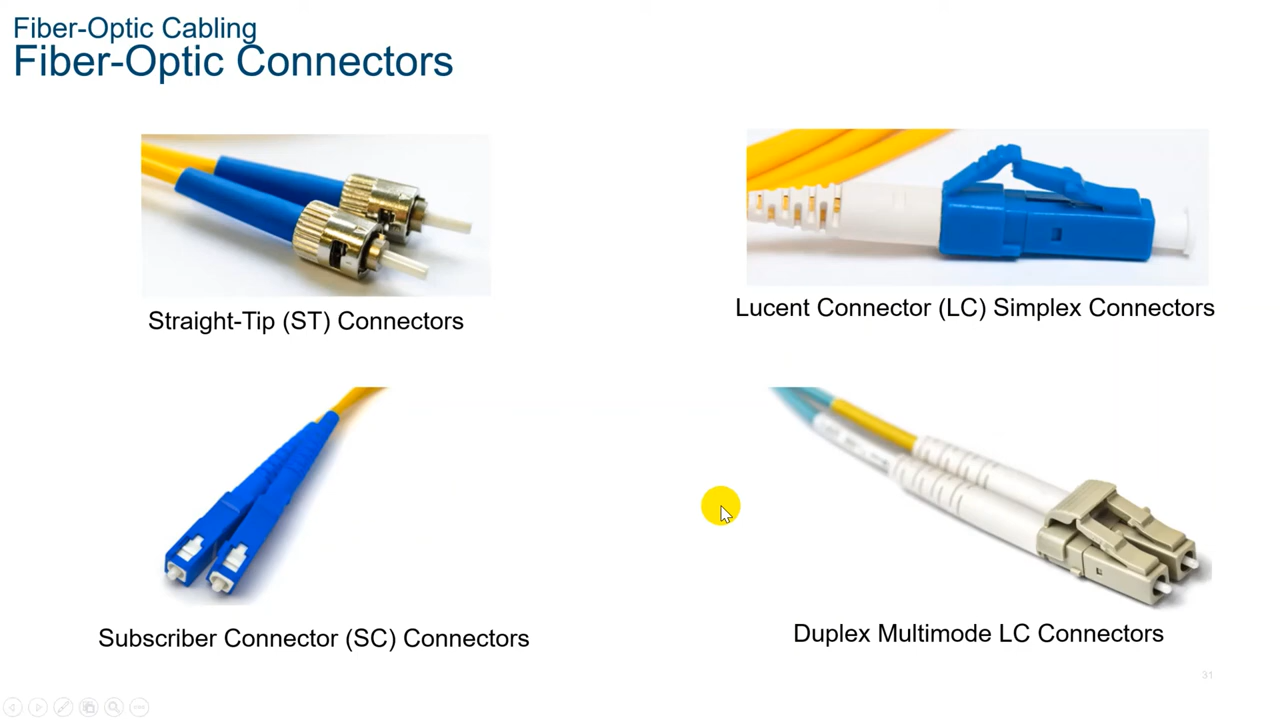 Fiber-Optic Cabling
Fiber-Optic Connectors
Straight-Tip (ST) Connectors
Lucent Connector (LC) Simplex Connectors
Subscriber Connector (SC) Connectors
Duplex Multimode LC Connectors
31